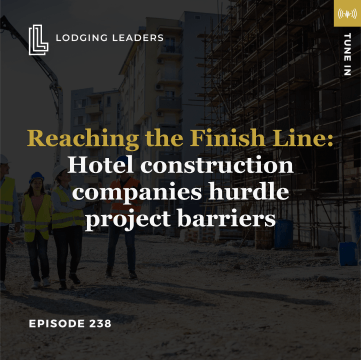 LODGING LEADERS
TUNE IN
Reaching the Finish Line:
Hotel construction
companies hurdle
project barriers
EPISODE 238